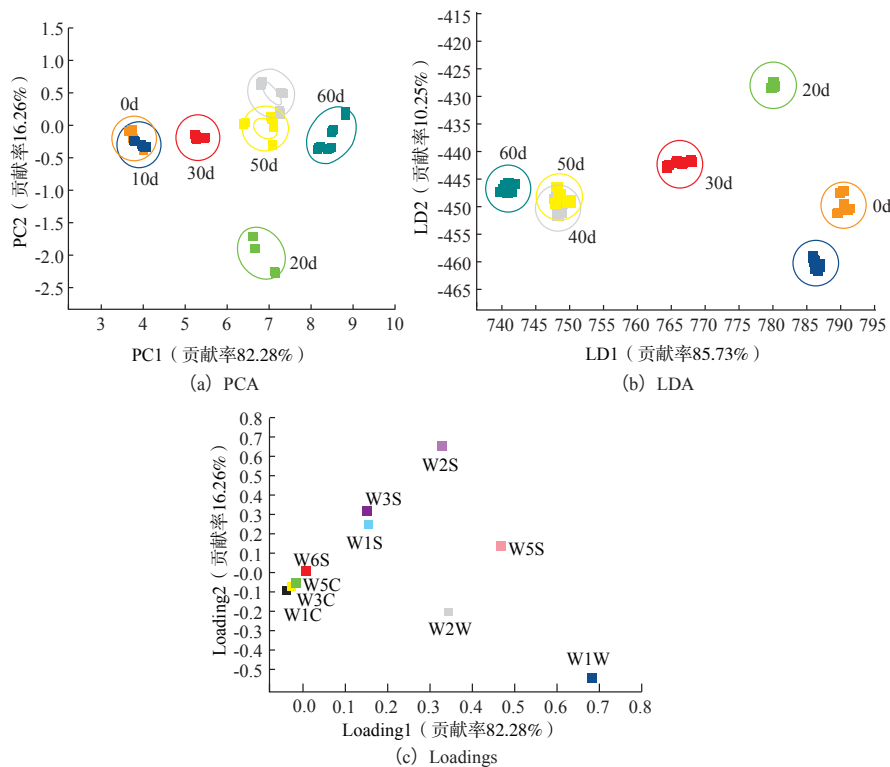 1.5
1.0
0.5
0.0
-0.5
-1.0
-1.5
-2.0
-2.5
PC2（贡献率16.26%）
0d
10d
30d
50d
60d
20d
3 4 5 6 7 8 9 10
PC1（贡献率82.28%）
(a) PCA
-415
-420
-425
-430
-435
-440
-445
-450
-455
-460
-465
LD2（贡献率10.25%）
20d
60d
50d
30d
40d
0d
740 745 750 755 760 765 770 775 780 785 790 795
LD1（贡献率85.73%）
(b) LDA
0.8
0.7
0.6
0.5
0.4
0.3
0.2
0.1
-0.0
-0.1
-0.2
-0.3
-0.4
-0.5
Loading2（贡献率16.26%）
W2S
W3S
W1S
W5S
W6S
W5C
W3C
W1C
W2W
W1W
0.0 0.1 0.2 0.3 0.4 0.5 0.6 0.7 0.8
Loading1（贡献率82.28%）
(c) Loadings